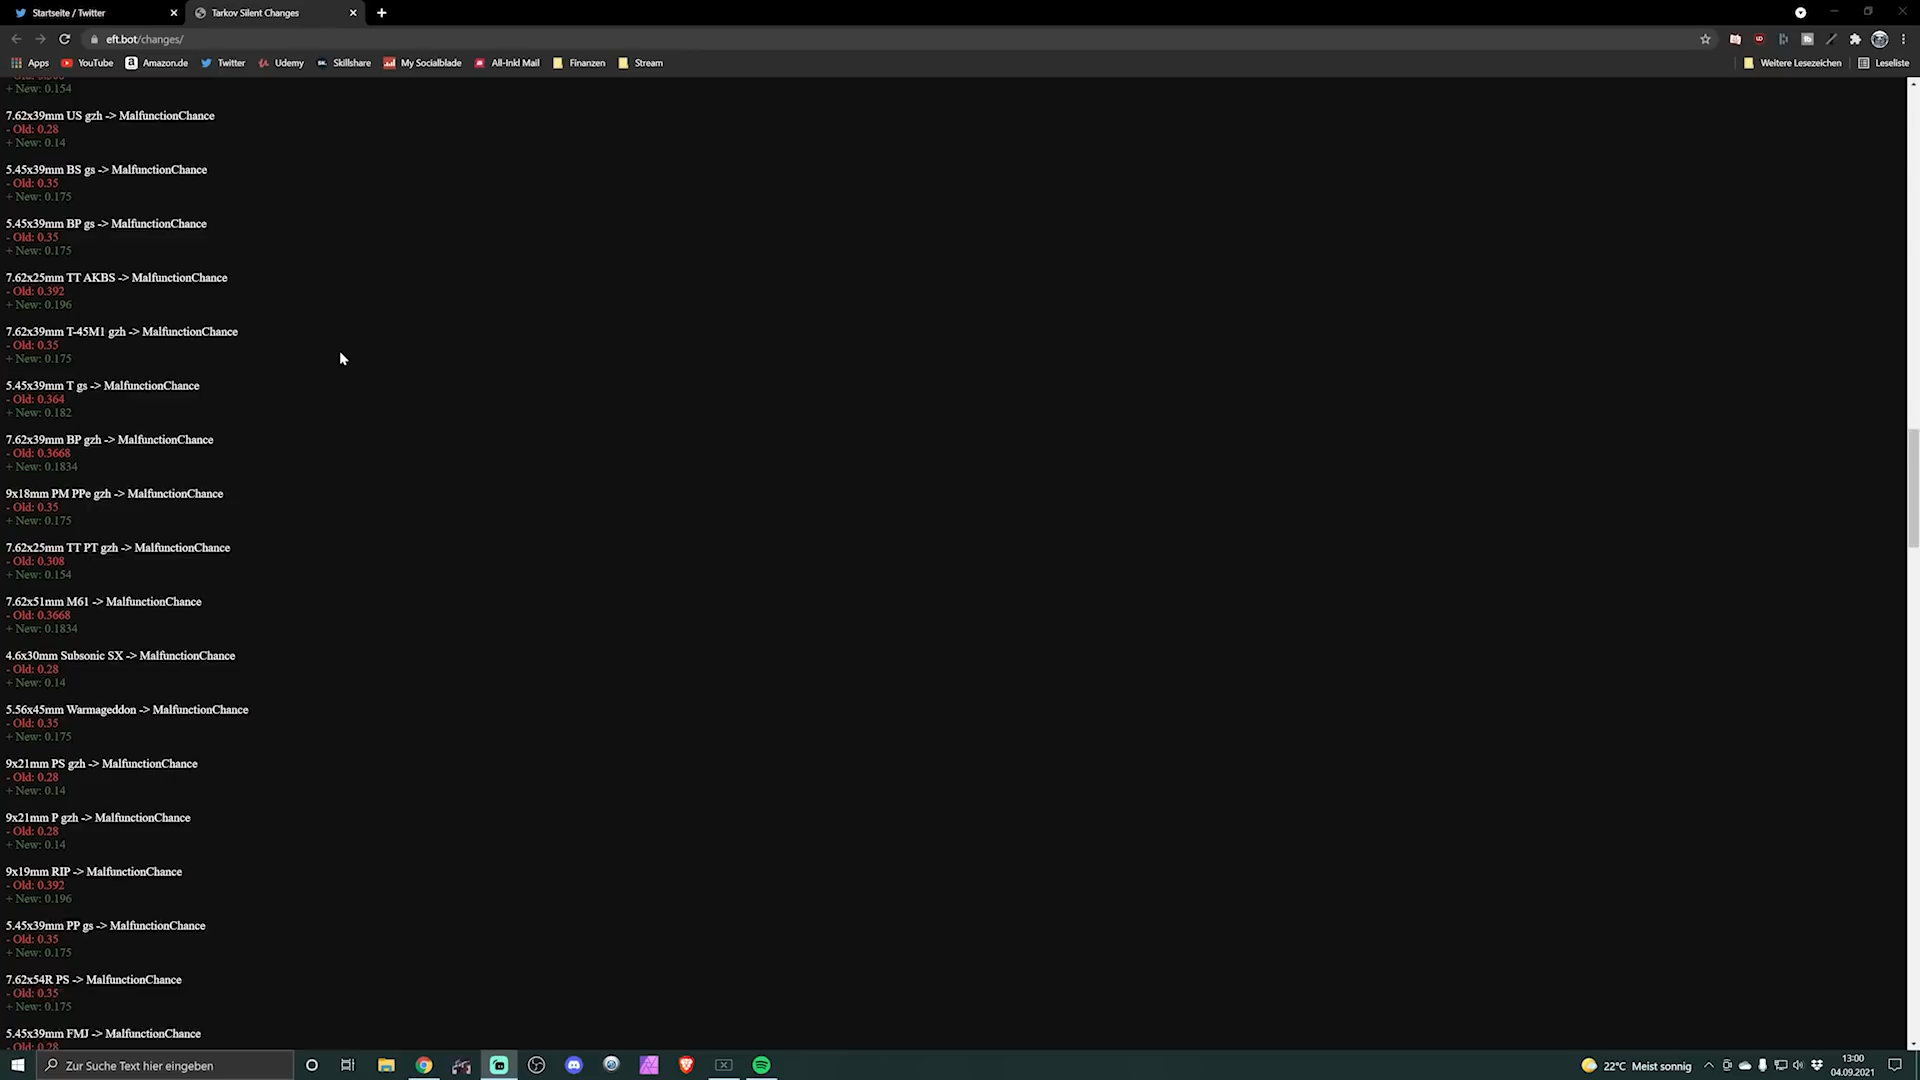 Startseite / Twitter
Tarkov Silent Changes
eft.bot/changes/
Apps YouTube Amazon.de Twitter Udemy Skillshare My Socialblade All-Inkl Mail Finanzen Stream Weitere Lesezeichen Leseliste
+ New: 0.154
7.62x39mm US gzh -> MalfunctionChance
- Old: 0.28
+ New: 0.14
5.45x39mm BS gs -> MalfunctionChance
- Old: 0.35
+ New: 0.175
5.45x39mm BP gs -> MalfunctionChance
- Old: 0.35
+ New: 0.175
7.62x25mm TT AKBS -> MalfunctionChance
- Old: 0.392
+ New: 0.196
7.62x39mm T-45M1 gzh -> MalfunctionChance
- Old: 0.35
+ New: 0.175
5.45x39mm T gs -> MalfunctionChance
- Old: 0.364
+ New: 0.182
7.62x39mm BP gzh -> MalfunctionChance
- Old: 0.3668
+ New: 0.1834
9x18mm PM PPe gzh -> MalfunctionChance
- Old: 0.35
+ New: 0.175
7.62x25mm TT PT gzh -> MalfunctionChance
- Old: 0.308
+ New: 0.154
7.62x51mm M61 -> MalfunctionChance
- Old: 0.3668
+ New: 0.1834
4.6x30mm Subsonic SX -> MalfunctionChance
- Old: 0.28
+ New: 0.14
5.56x45mm Warmageddon -> MalfunctionChance
- Old: 0.35
+ New: 0.175
9x21mm PS gzh -> MalfunctionChance
- Old: 0.28
+ New: 0.14
9x21mm P gzh -> MalfunctionChance
- Old: 0.28
+ New: 0.14
9x19mm RIP -> MalfunctionChance
- Old: 0.392
+ New: 0.196
5.45x39mm PP gs -> MalfunctionChance
- Old: 0.35
+ New: 0.175
7.62x54R PS -> MalfunctionChance
- Old: 0.35
+ New: 0.175
5.45x39mm FMJ -> MalfunctionChance
- Old: 0.28
Zur Suche Text hier eingeben
22°C Meist sonnig
13:00
04.09.2021